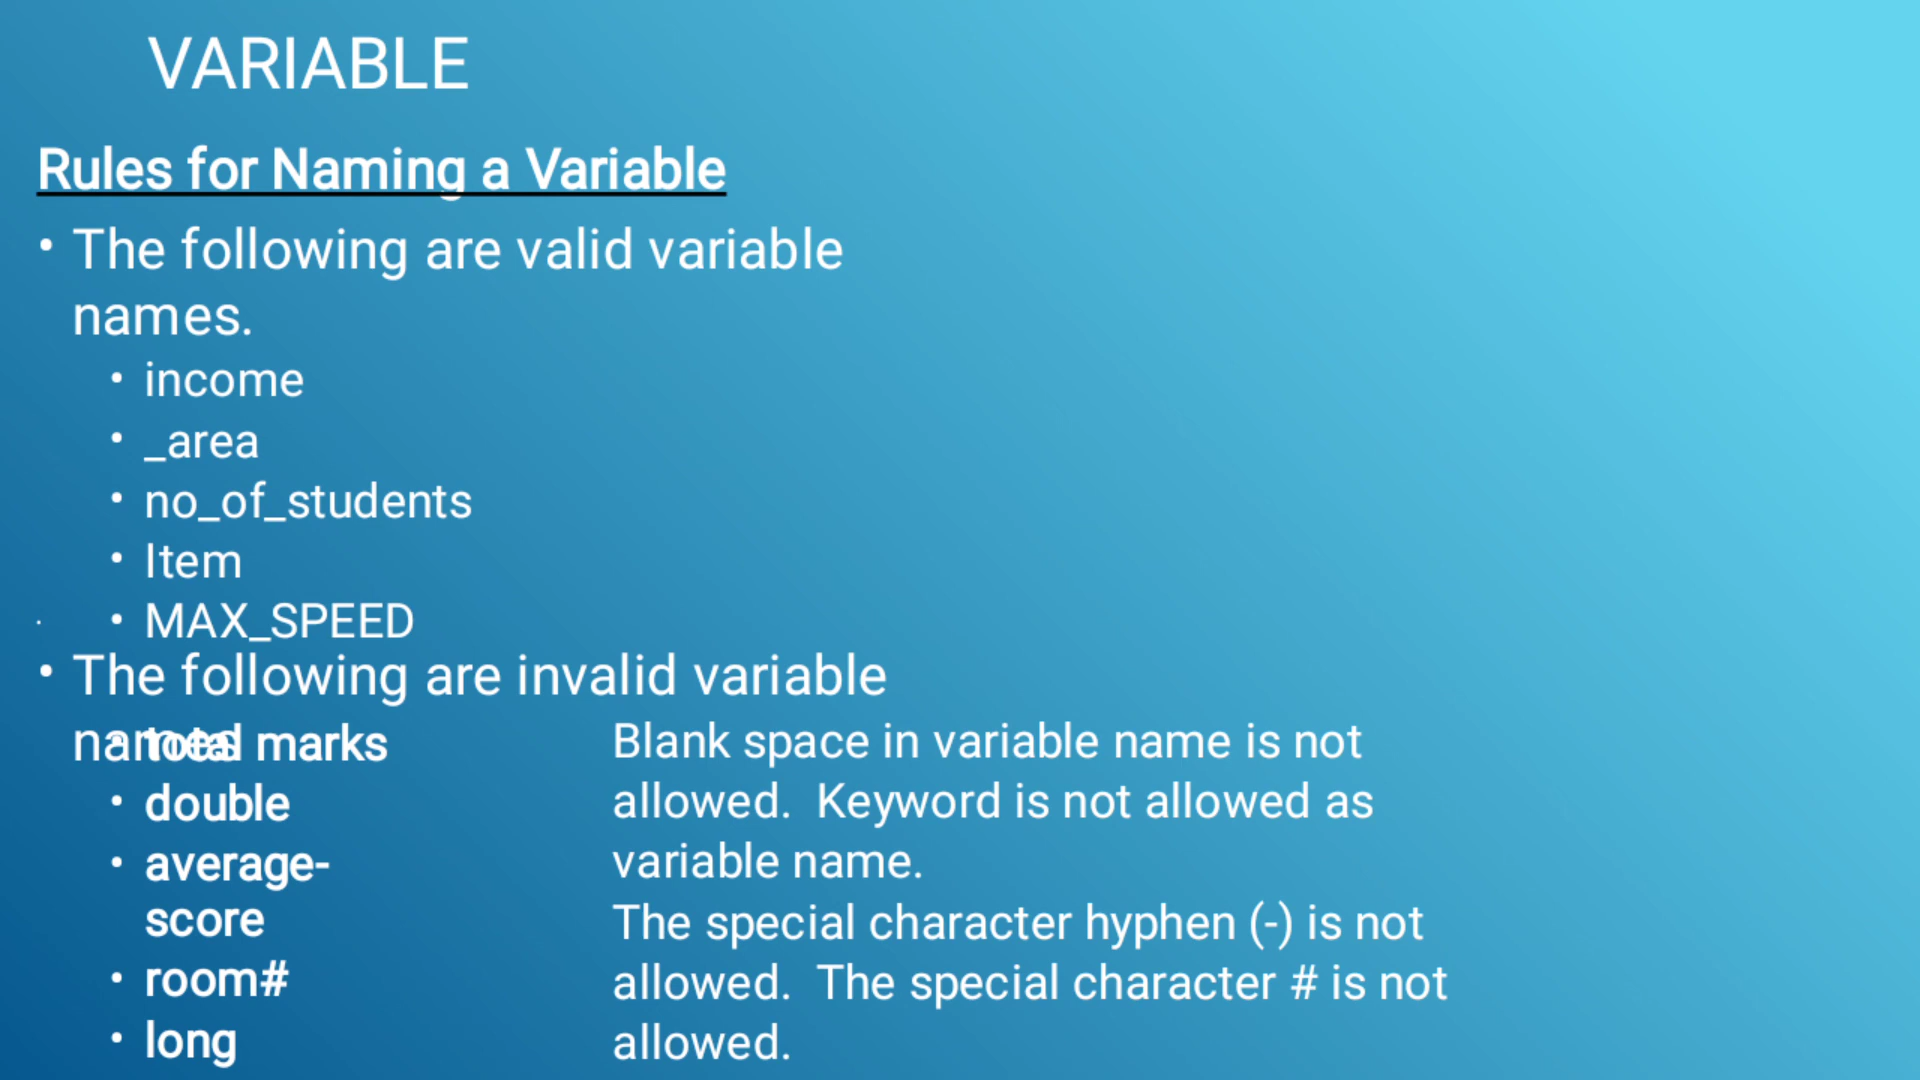 VARIABLE
Rules for Naming a Variable
• The following are valid variable
names.
• income
• _area
• no_of_students
• Item
• MAX_SPEED
• The following are invalid variable
names
• total marks
• double
• average-
score
• room#
• long
Blank space in variable name is not
allowed.  Keyword is not allowed as
variable name.
The special character hyphen (-) is not
allowed.  The special character # is not
allowed.